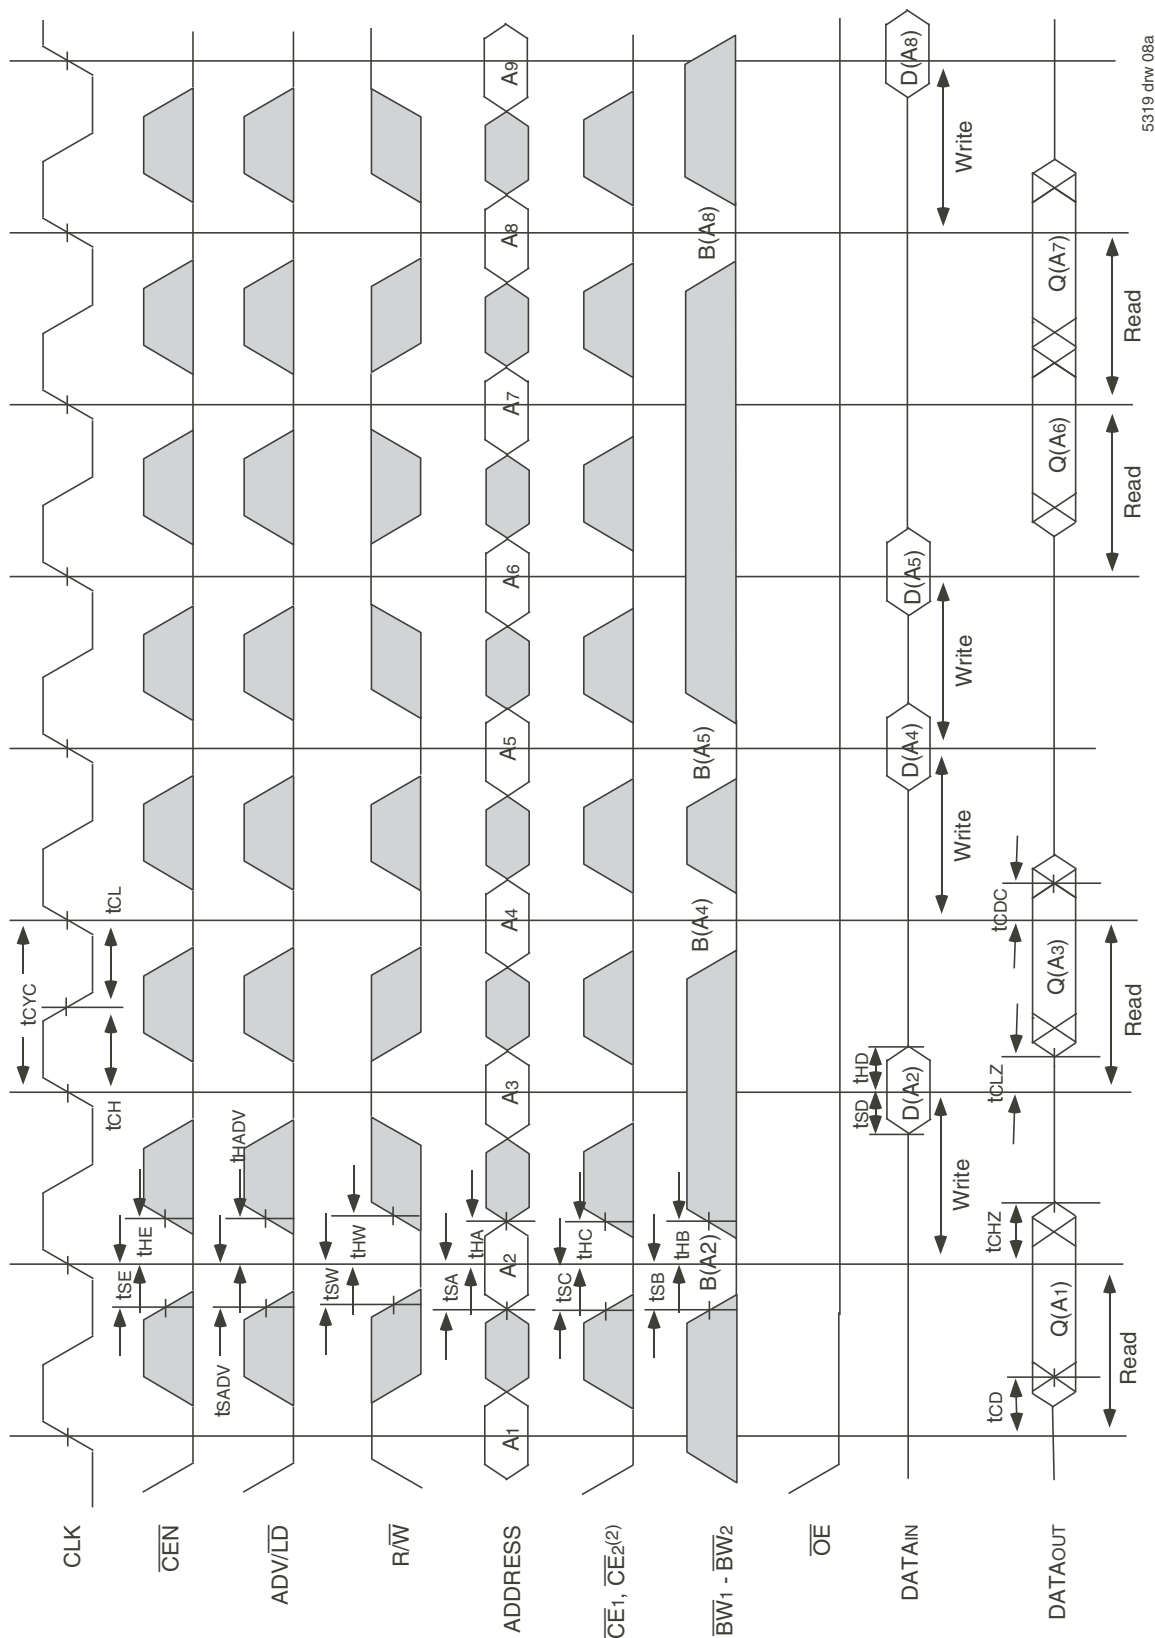 CLK
tCYC
tCH
tCL
CEN
tSE
tHE
ADV/LD
tSADV
tHADV
R/W
tSW
tHW
ADDRESS
A1
A2
A3
A4
A5
A6
A7
A8
A9
tSA
tHA
CE1, CE2(2)
tSC
tHC
BW1 - BW2
tSB
tHB
B(A2)
B(A4)
B(A5)
B(A8)
OE
DATAIN
tSD
tHD
D(A2)
D(A4)
D(A5)
D(A8)
Write
Write
Write
Write
DATAOUT
tCD
tCHZ
tCLZ
tCDC
Q(A1)
Q(A3)
Q(A6)
Q(A7)
Read
Read
Read
Read
5319 drw 08a